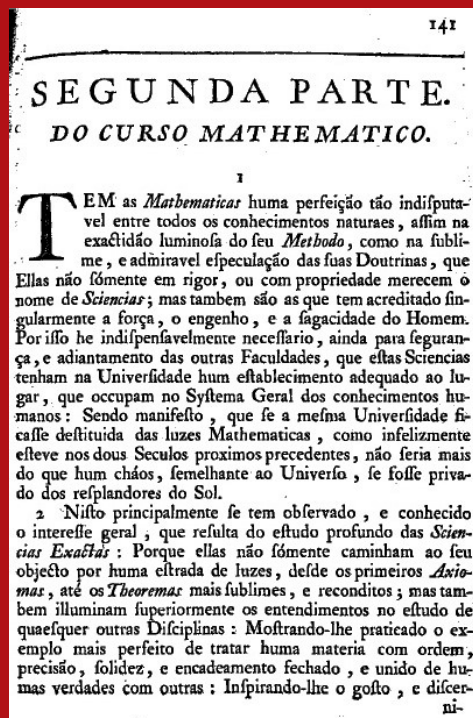 141
SEGUNDA PARTE.
DO CURSO MATHEMATICO.
1
TEM as Mathematicas huma perfeição tão indiſputa-
vel entre todos os conhecimentos naturaes, aſſim na
exactidão luminoſa do ſeu Methodo, como na ſubli-
me, e admiravel eſpeculação das ſuas Doutrinas, que
Ellas não ſómente em rigor, ou com propriedade merecem o
nome de Sciencias; mas tambem são as que tem acreditado ſin-
gularmente a força, o engenho, e a ſagacidade do Homem.
Por iſſo he indiſpenſavelmente neceſſario, ainda para ſeguran-
ça, e adiantamento das outras Faculdades, que eſtas Sciencias
tenham na Univerſidade hum eſtablecimento adequado ao lu-
gar, que occupam no Syſtema Geral dos conhecimentos hu-
manos: Sendo manifeſto, que ſe a meſma Univerſidade fi-
caſſe deſtituida das luzes Mathematicas, como infelizmente
eſteve nos dous Seculos proximos precedentes, não ſeria mais
do que hum cháos, ſemelhante ao Univerſo, ſe foſſe priva-
do dos reſplandores do Sol.
2 Niſto principalmente ſe tem obſervado, e conhecido
o intereſſe geral, que reſulta do eſtudo profundo das Scien-
cias Exactas: Porque ellas não ſómente caminham ao ſeu
objecto por huma eſtrada de luzes, deſde os primeiros Axio-
mas, até os Theoremas mais ſublimes, e reconditos; mas tam-
bem illuminam ſuperiormente os entendimentos no eſtudo de
quaeſquer outras Diſciplinas: Moſtrando-lhe praticado o ex-
emplo mais perfeito de tratar huma materia com ordem,
preciſão, ſolidez, e encadeamento fechado, e unido de hu-
mas verdades com outras: Inſpirando-lhe o goſto, e diſcer-
ni-